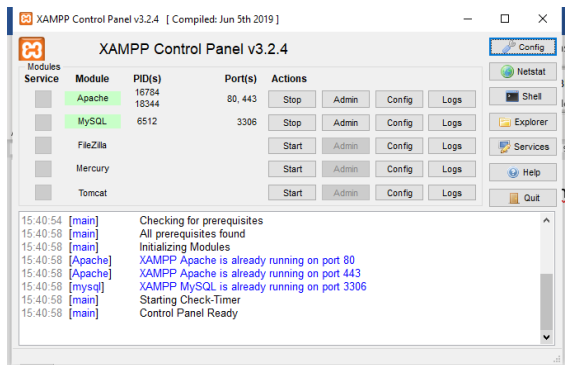 XAMPP Control Panel v3.2.4 [ Compiled: Jun 5th 2019 ]
XAMPP Control Panel v3.2.4
Config
Modules
Service Module PID(s) Port(s) Actions
Netstat
Apache 16784 18344 80, 443 Stop Admin Config Logs
Shell
MySQL 6512 3306 Stop Admin Config Logs
Explorer
FileZilla Start Admin Config Logs
Services
Mercury Start Admin Config Logs
Help
Tomcat Start Admin Config Logs
Quit
15:40:54 [main] Checking for prerequisites
15:40:58 [main] All prerequisites found
15:40:58 [main] Initializing Modules
15:40:58 [Apache] XAMPP Apache is already running on port 80
15:40:58 [Apache] XAMPP Apache is already running on port 443
15:40:58 [mysql] XAMPP MySQL is already running on port 3306
15:40:58 [main] Starting Check-Timer
15:40:58 [main] Control Panel Ready